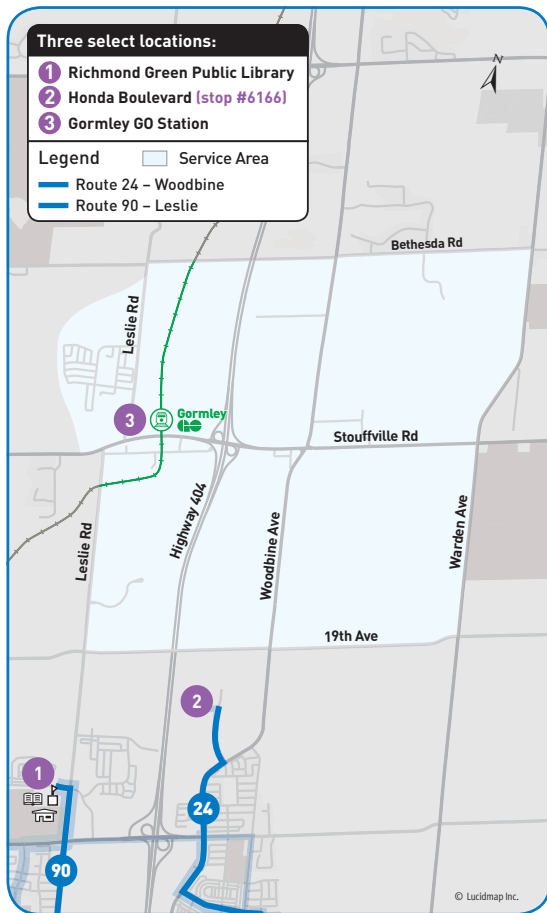 Three select locations:
1 Richmond Green Public Library
2 Honda Boulevard (stop #6166)
3 Gormley GO Station
Legend
Service Area
Route 24 – Woodbine
Route 90 – Leslie
N
Bethesda Rd
Leslie Rd
3
Gormley
GO
Stouffville Rd
Highway 404
Leslie Rd
Woodbine Ave
Warden Ave
19th Ave
2
1
24
90
© Lucidmap Inc.